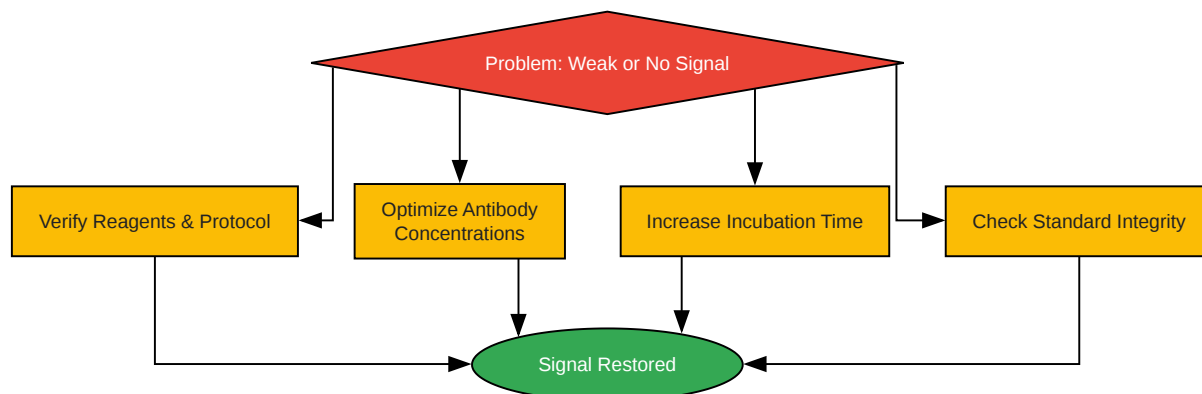 Problem: Weak or No Signal
Verify Reagents & Protocol
Optimize Antibody
Concentrations
Increase Incubation Time
Check Standard Integrity
Signal Restored